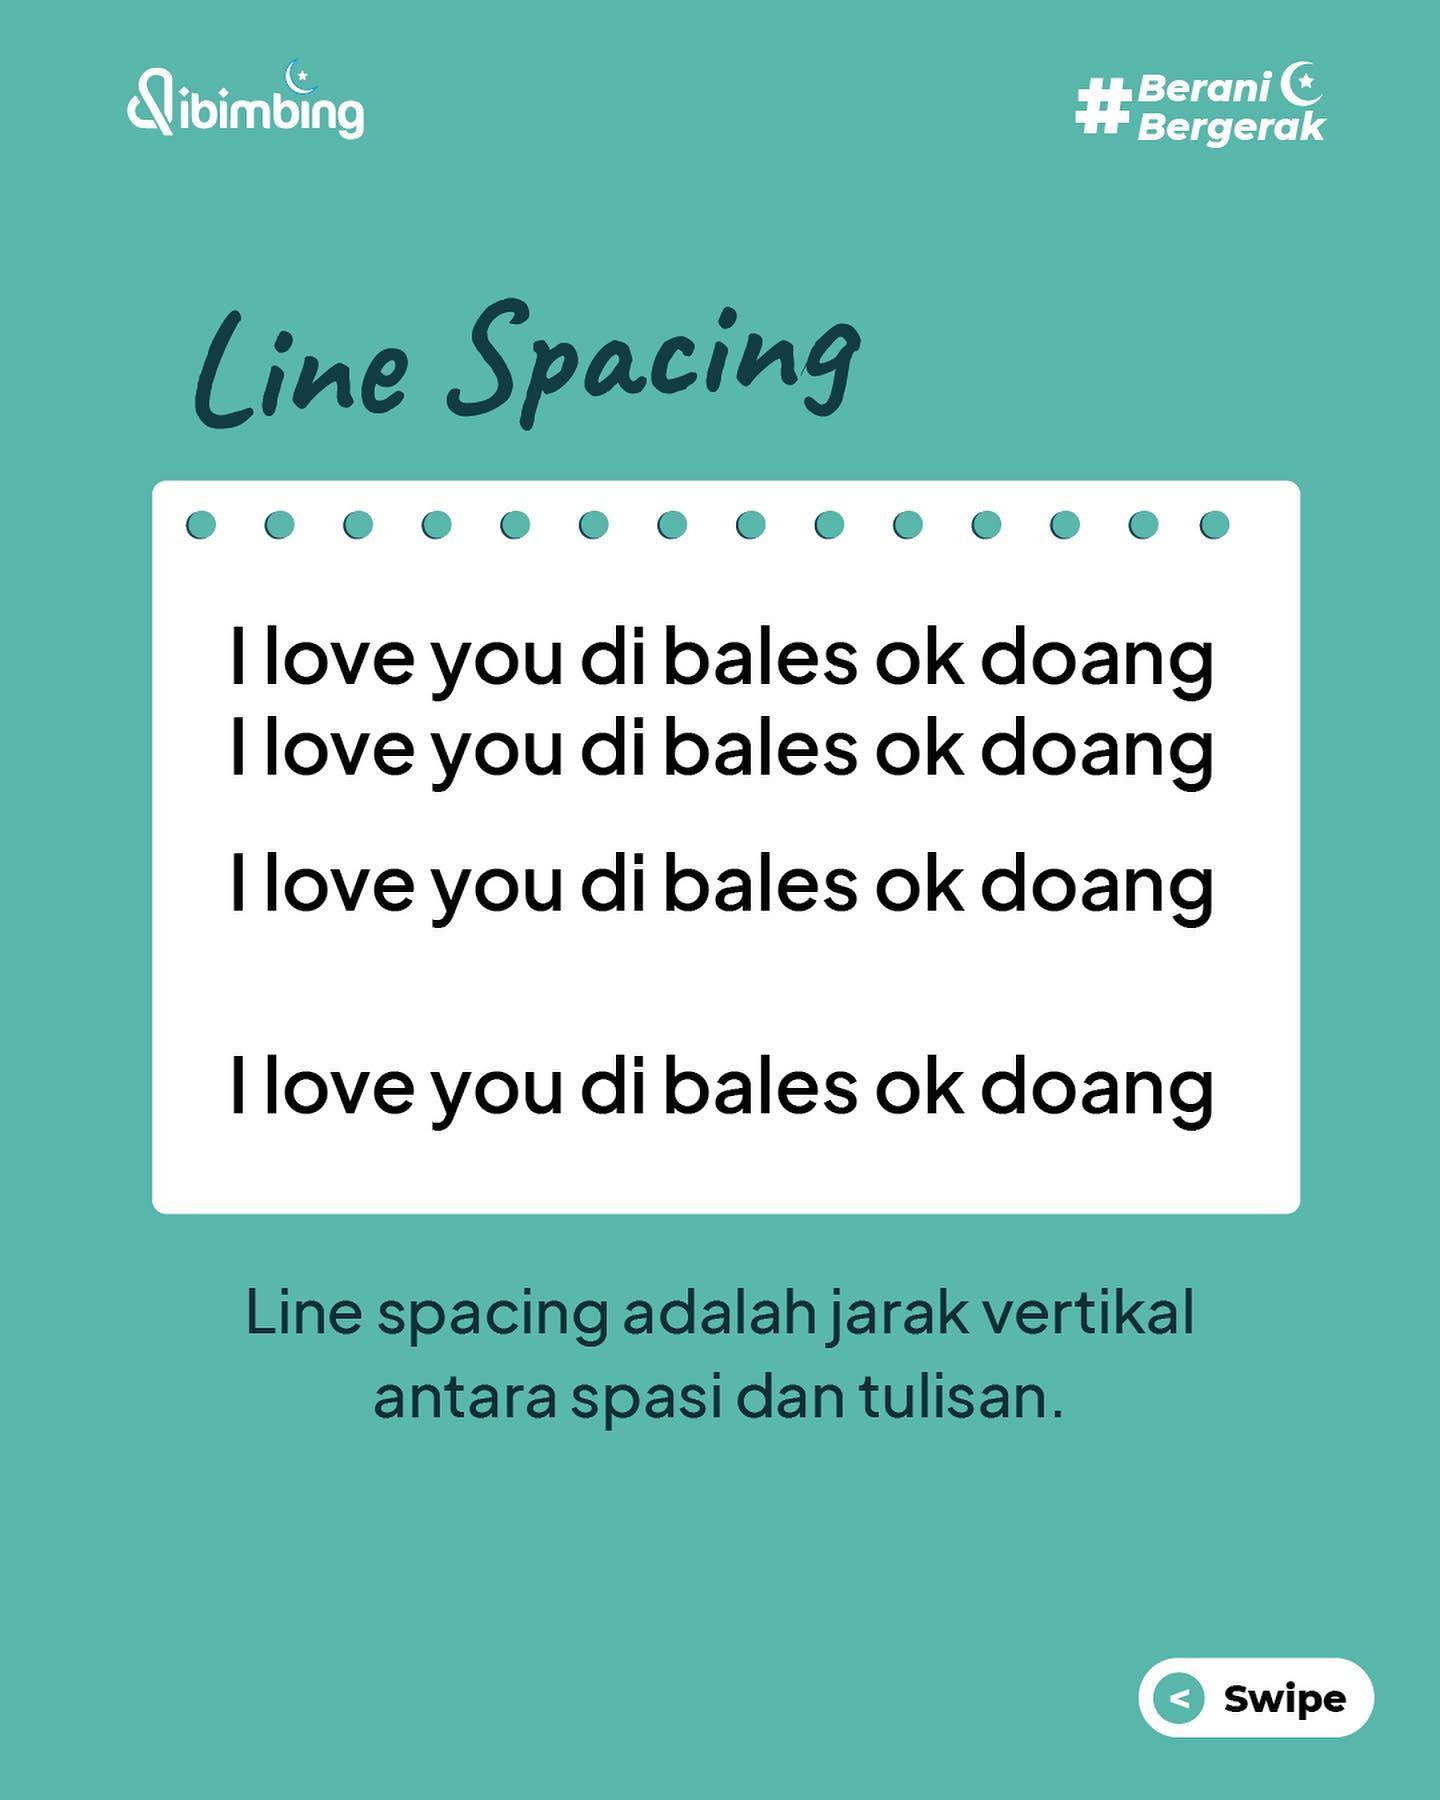 dibimbing
#Berani
Bergerak
Line Spacing
I love you di bales ok doang
I love you di bales ok doang
I love you di bales ok doang
I love you di bales ok doang
Line spacing adalah jarak vertikal
antara spasi dan tulisan.
< Swipe